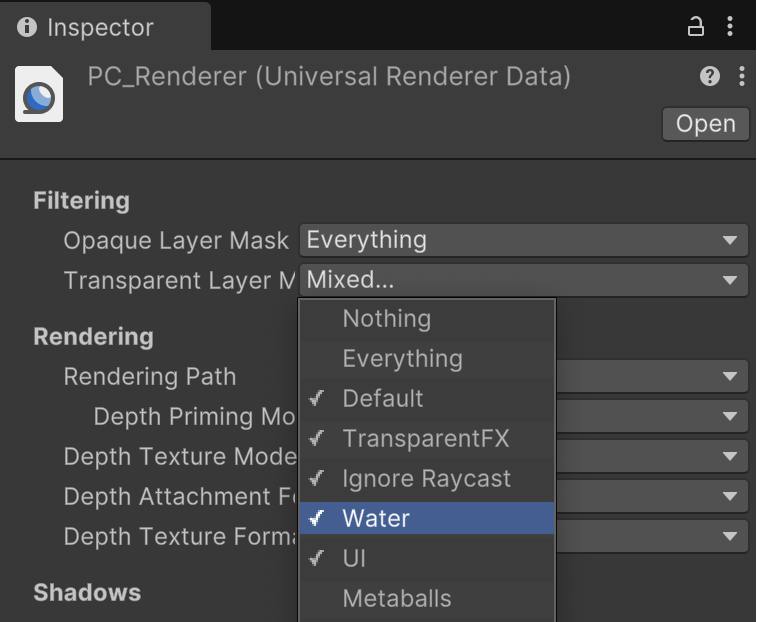 Inspector
PC_Renderer (Universal Renderer Data)
Open
Filtering
Opaque Layer Mask Everything
Transparent Layer M Mixed...
Nothing
Rendering
Everything
Rendering Path
Default
Depth Priming Mo
TransparentFX
Depth Texture Mode
Ignore Raycast
Depth Attachment F
Water
Depth Texture Forma
UI
Shadows
Metaballs